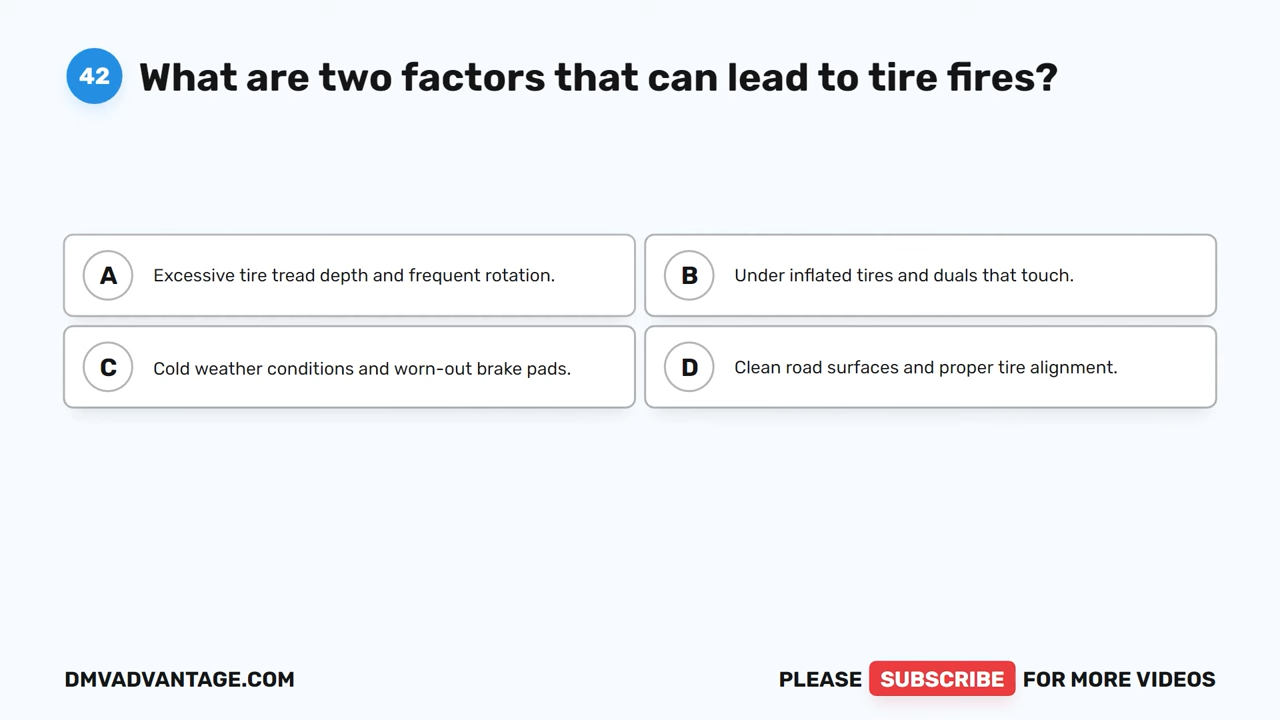 42 What are two factors that can lead to tire fires?
A Excessive tire tread depth and frequent rotation.
B Under inflated tires and duals that touch.
C Cold weather conditions and worn-out brake pads.
D Clean road surfaces and proper tire alignment.
DMVADVANTAGE.COM
PLEASE SUBSCRIBE FOR MORE VIDEOS